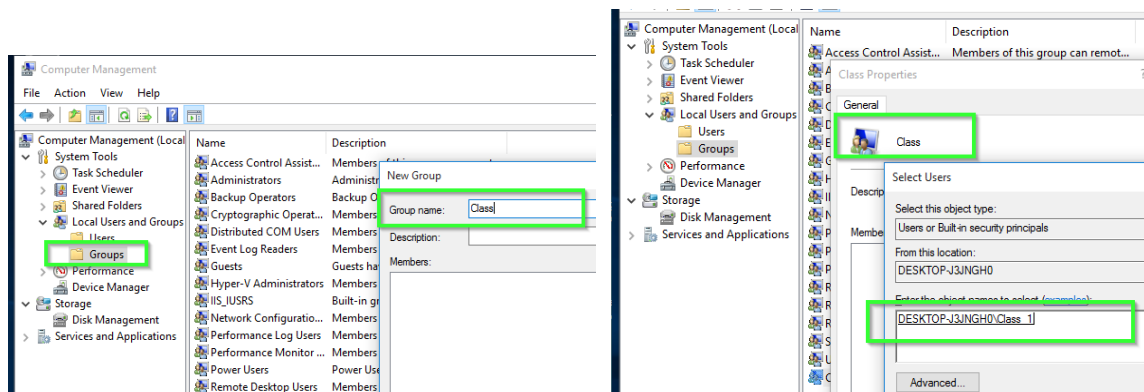 Computer Management
File Action View Help
Computer Management (Local
System Tools
Task Scheduler
Event Viewer
Shared Folders
Local Users and Groups
Users
Groups
Performance
Device Manager
Storage
Disk Management
Services and Applications
Name Description
Access Control Assist... Members
Administrators Administr
Backup Operators Backup O
Cryptographic Operat... Members
Distributed COM Users Members
Event Log Readers Members
Guests Guests ha
Hyper-V Administrators Members
IIS_IUSRS Built-in gr
Network Configuratio... Members
Performance Log Users Members
Performance Monitor ... Members
Power Users Power Use
Remote Desktop Users Members
New Group
Group name: Class
Description:
Members:
Computer Management (Local
System Tools
Task Scheduler
Event Viewer
Shared Folders
Local Users and Groups
Users
Groups
Performance
Device Manager
Storage
Disk Management
Services and Applications
Name Description
Access Control Assist... Members of this group can remot...
Class Properties
General
Class
Descrip
Membe
Select Users
Select this object type:
Users or Built-in security principals
From this location:
DESKTOP-J3JNGH0
Enter the object names to select (examples):
DESKTOP-J3JNGH0\Class_1
Advanced...